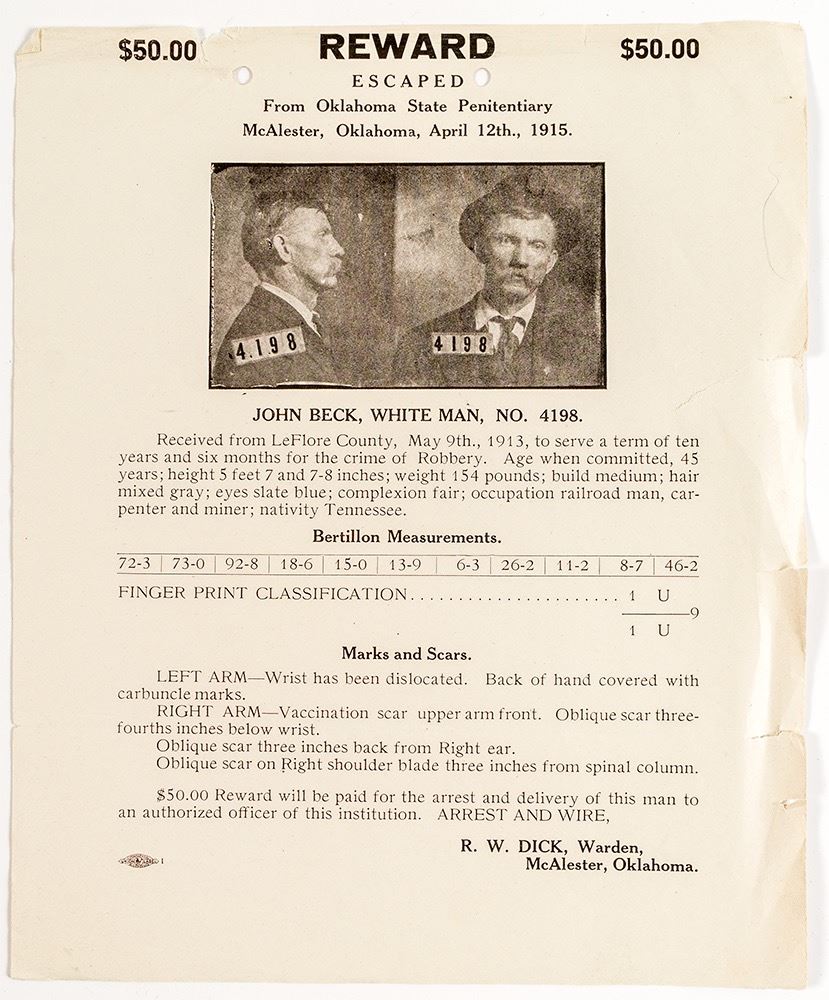 $50.00 REWARD $50.00
ESCAPED
From Oklahoma State Penitentiary
McAlester, Oklahoma, April 12th., 1915.
4.1.9 8
4 1 9 8
JOHN BECK, WHITE MAN, NO. 4198.
Received from LeFlore County, May 9th., 1913, to serve a term of ten
years and six months for the crime of Robbery. Age when committed, 45
years; height 5 feet 7 and 7-8 inches; weight 154 pounds; build medium; hair
mixed gray; eyes slate blue; complexion fair; occupation railroad man, car-
penter and miner; nativity Tennessee.
Bertillon Measurements.
72-3 | 73-0 | 92-8 | 18-6 | 15-0 | 13-9 | 6-3 | 26-2 | 11-2 | 8-7 | 46-2
FINGER PRINT CLASSIFICATION...................... 1 U
9
1 U
Marks and Scars.
LEFT ARM—Wrist has been dislocated. Back of hand covered with
carbuncle marks.
RIGHT ARM—Vaccination scar upper arm front. Oblique scar three-
fourths inches below wrist.
Oblique scar three inches back from Right ear.
Oblique scar on Right shoulder blade three inches from spinal column.
$50.00 Reward will be paid for the arrest and delivery of this man to
an authorized officer of this institution. ARREST AND WIRE,
R. W. DICK, Warden,
McAlester, Oklahoma.
1